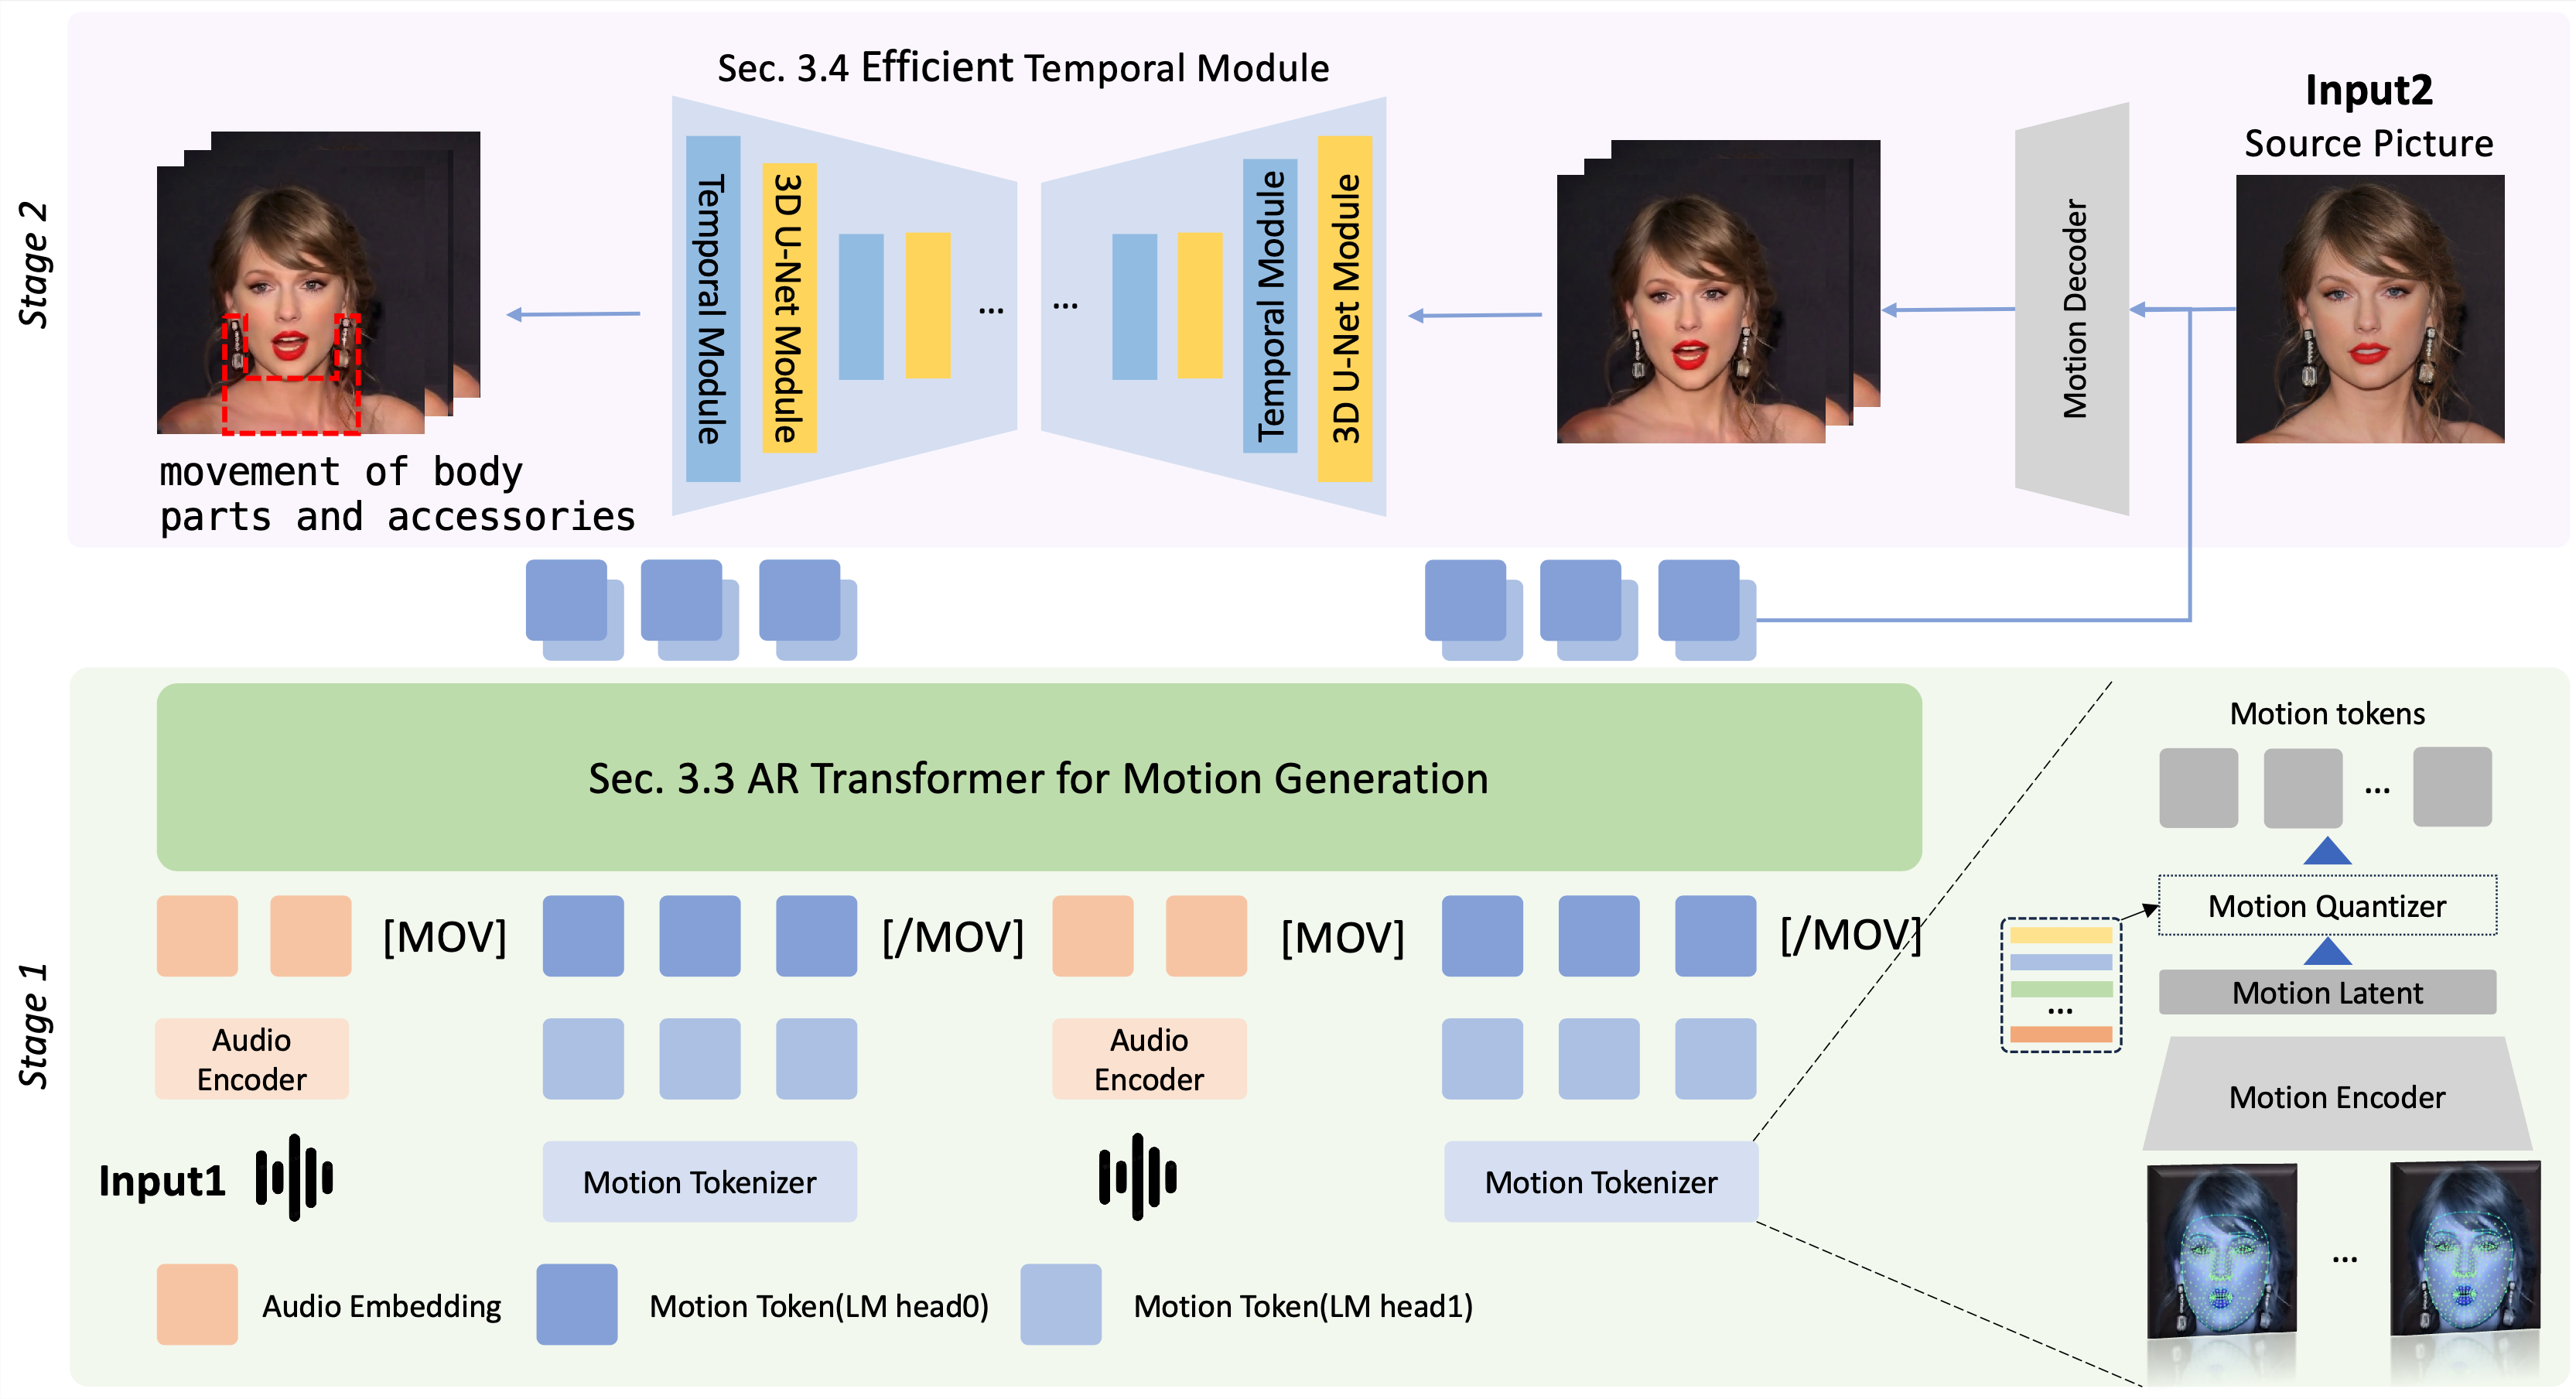 Sec. 3.4 Efficient Temporal Module
Input2
Source Picture
Stage 2
Temporal Module
3D U-Net Module
...
...
Temporal Module
3D U-Net Module
Motion Decoder
movement of body
parts and accessories
Stage 1
Sec. 3.3 AR Transformer for Motion Generation
[MOV]
[/MOV]
[MOV]
[/MOV]
Audio
Encoder
Audio
Encoder
Input1
Motion Tokenizer
Motion Tokenizer
Audio Embedding
Motion Token(LM head0)
Motion Token(LM head1)
Motion tokens
...
Motion Quantizer
Motion Latent
...
Motion Encoder
...